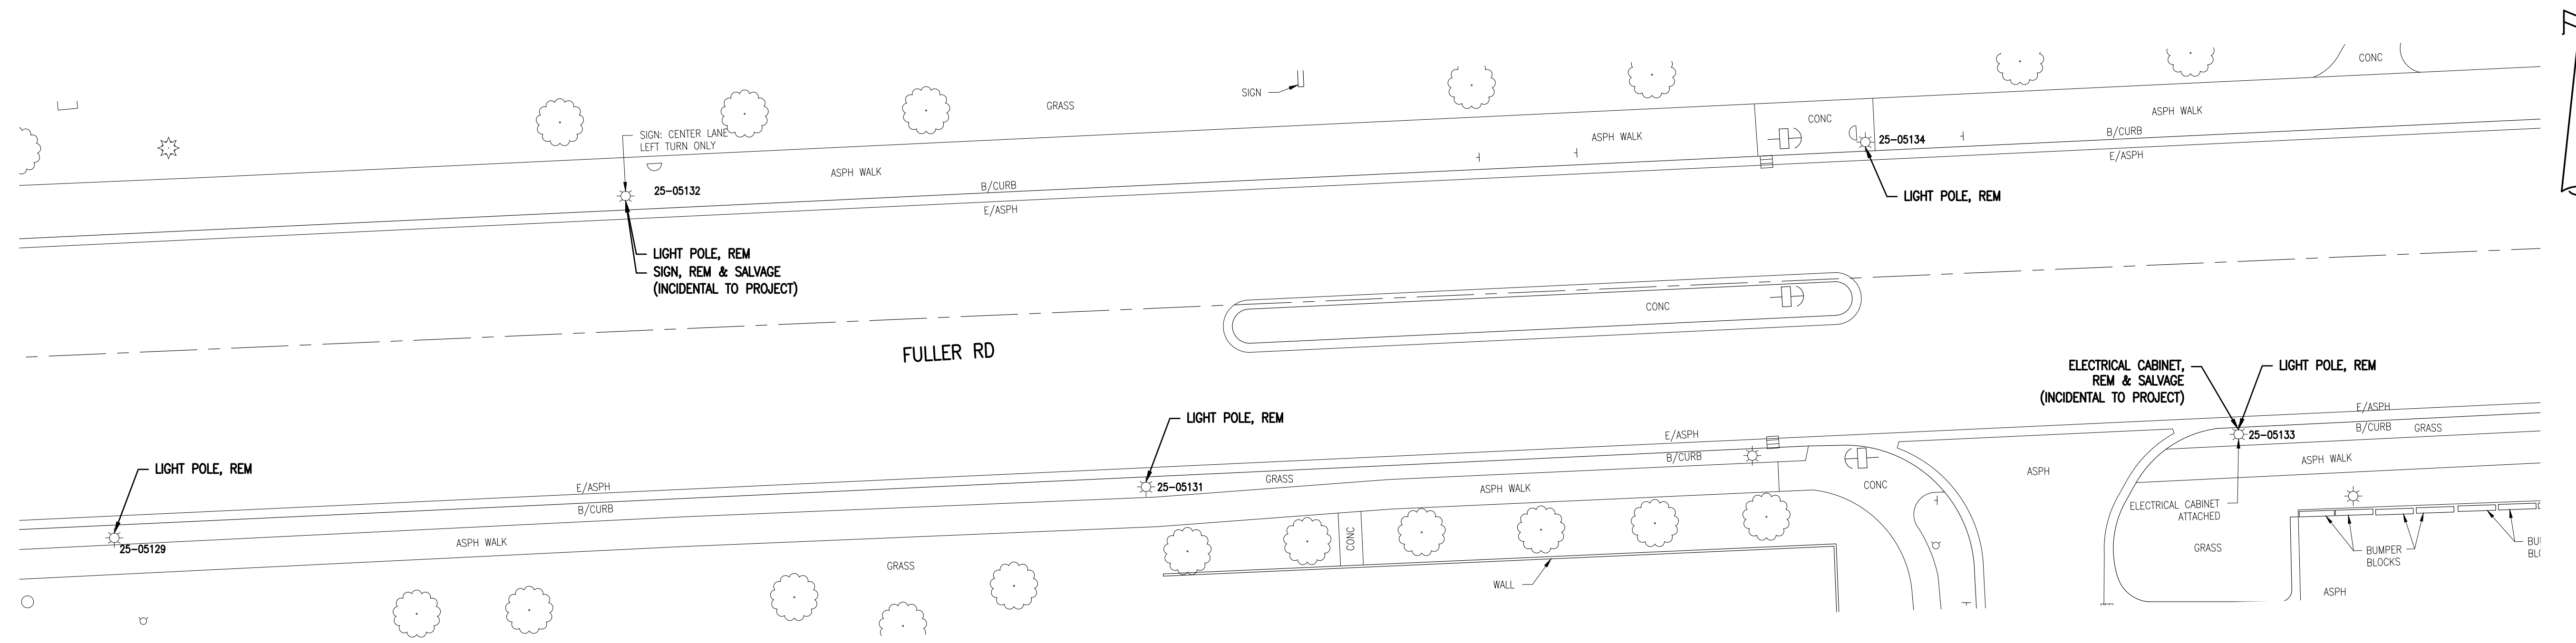 CONC
SIGN
GRASS
ASPH WALK
CONC
ASPH WALK
25-05134
B/CURB
E/ASPH
SIGN: CENTER LANE
LEFT TURN ONLY
ASPH WALK
25-05132
B/CURB
E/ASPH
LIGHT POLE, REM
LIGHT POLE, REM
SIGN, REM & SALVAGE
(INCIDENTAL TO PROJECT)
CONC
FULLER RD
ELECTRICAL CABINET,
REM & SALVAGE
(INCIDENTAL TO PROJECT)
LIGHT POLE, REM
LIGHT POLE, REM
E/ASPH
B/CURB
GRASS
25-05133
LIGHT POLE, REM
E/ASPH
B/CURB
ASPH WALK
ASPH
E/ASPH
B/CURB
25-05131
GRASS
ASPH WALK
CONC
ELECTRICAL CABINET
ATTACHED
25-05129
ASPH WALK
CONC
GRASS
GRASS
WALL
BUMPER
BLOCKS
ASPH